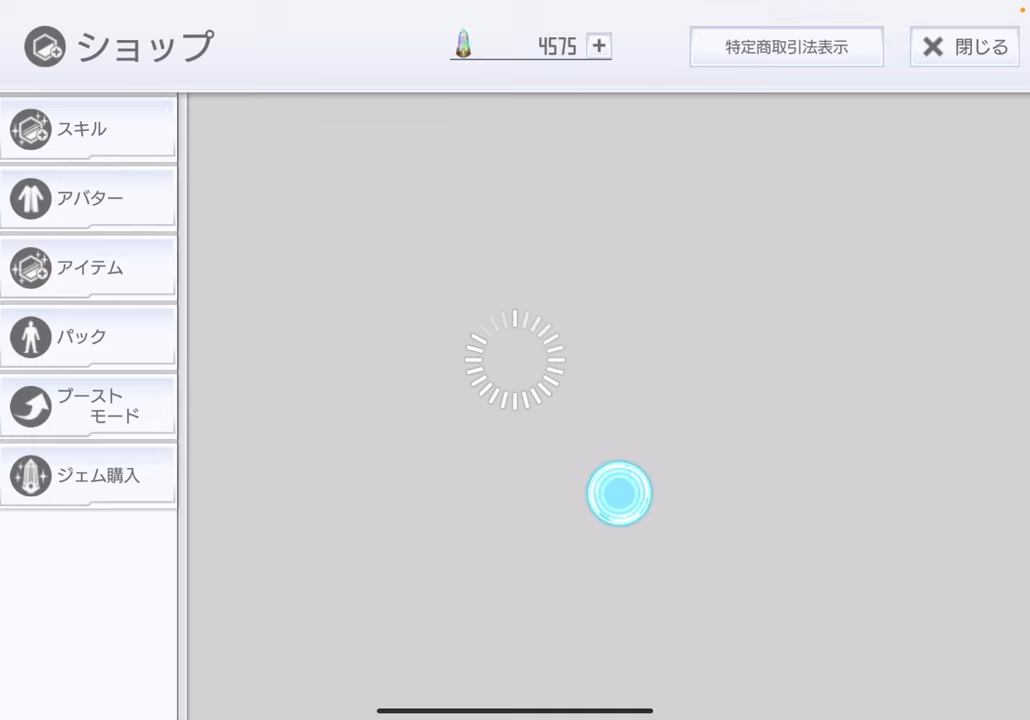 ショップ
4575
特定商取引法表示
閉じる
スキル
アバター
アイテム
パック
ブースト
モード
ジェム購入